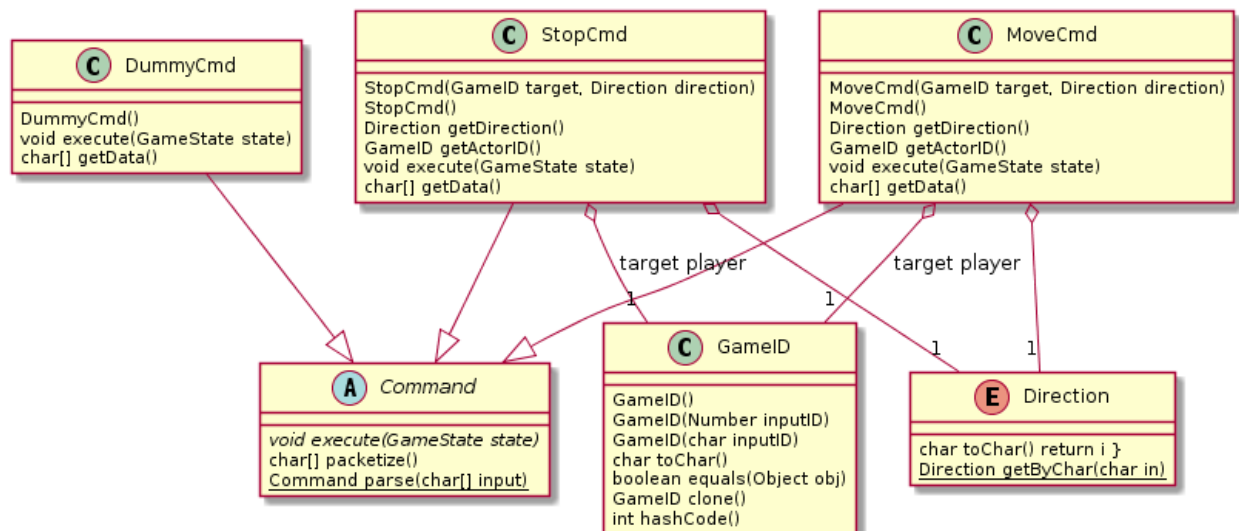 C DummyCmd
DummyCmd()
void execute(GameState state)
char[] getData()
C StopCmd
StopCmd(GameID target, Direction direction)
StopCmd()
Direction getDirection()
GameID getActorID()
void execute(GameState state)
char[] getData()
C MoveCmd
MoveCmd(GameID target, Direction direction)
MoveCmd()
Direction getDirection()
GameID getActorID()
void execute(GameState state)
char[] getData()
target player
target player
1
1
1
1
A Command
void execute(GameState state)
char[] packetize()
Command parse(char[] input)
C GameID
GameID()
GameID(Number inputID)
GameID(char inputID)
char toChar()
boolean equals(Object obj)
GameID clone()
int hashCode()
E Direction
char toChar() return i }
Direction getByChar(char in)